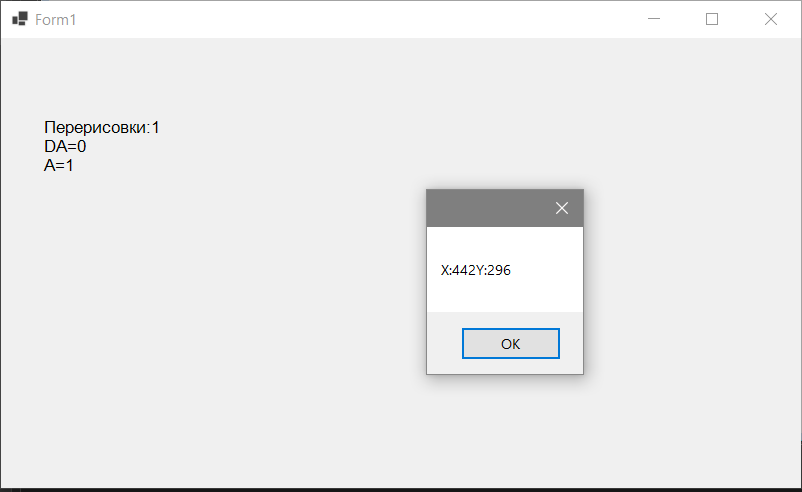 Form1
Перерисовки:1
DA=0
A=1
X:442Y:296
OK